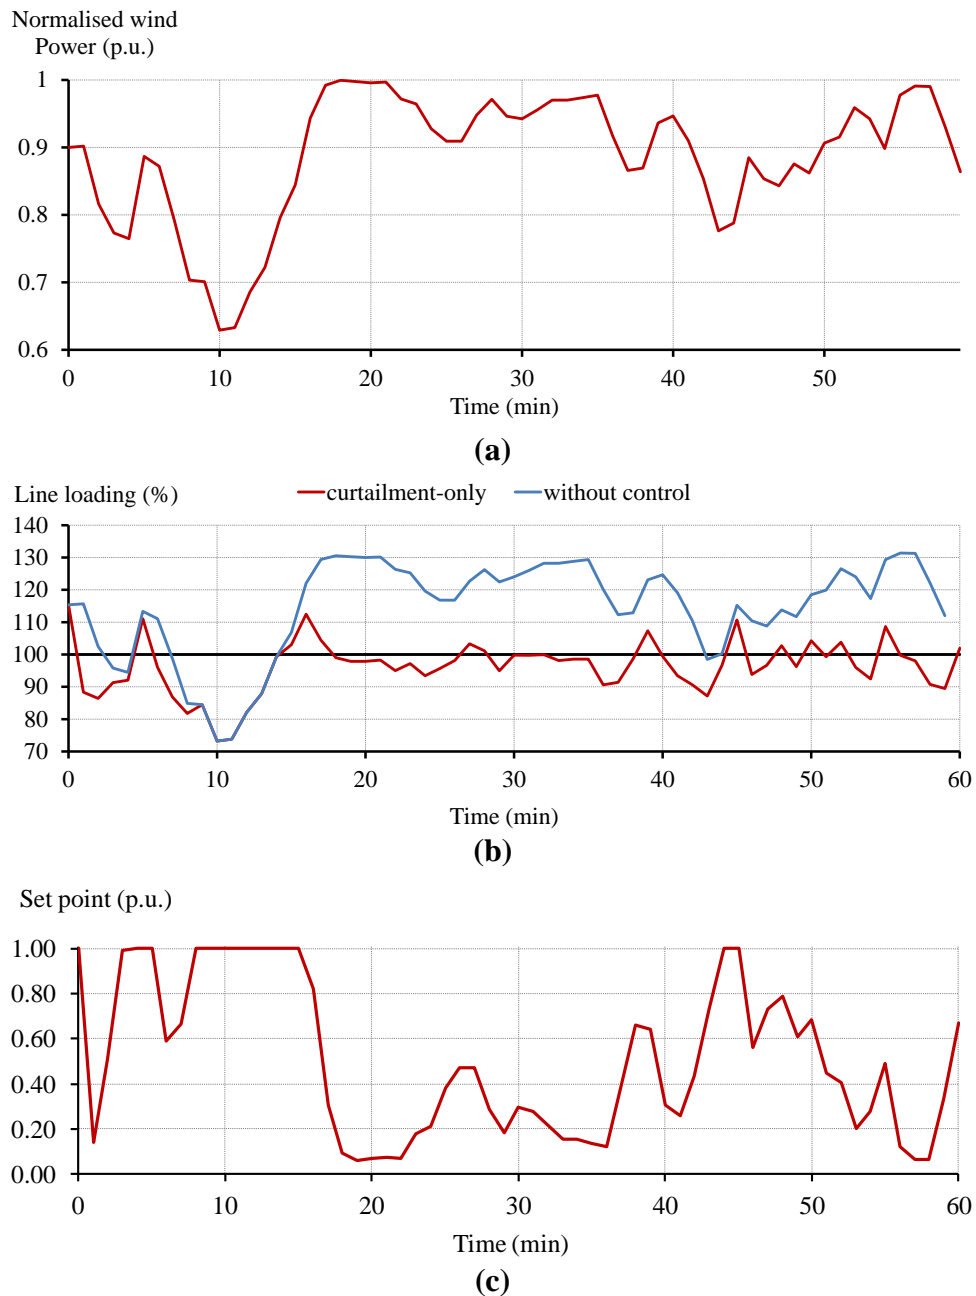 Normalised wind
Power (p.u.)
1
0.9
0.8
0.7
0.6
0 10 20 30 40 50
Time (min)
(a)
Line loading (%) curtailment-only without control
140
130
120
110
100
90
80
70
0 10 20 30 40 50 60
Time (min)
(b)
Set point (p.u.)
1.00
0.80
0.60
0.40
0.20
0.00
0 10 20 30 40 50 60
Time (min)
(c)